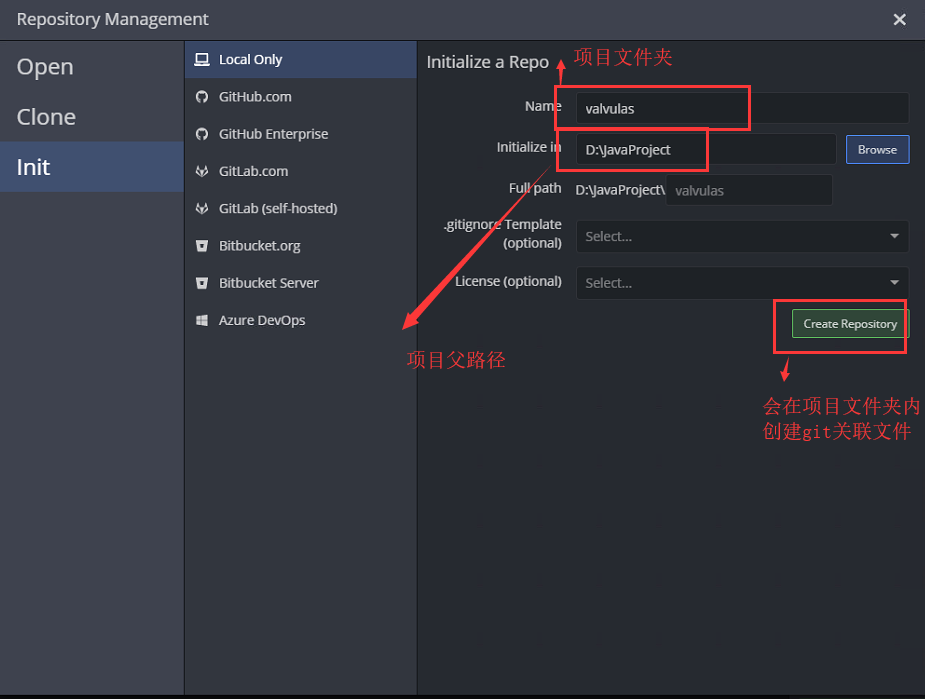 Repository Management
Open
Clone
Init
Local Only
GitHub.com
GitHub Enterprise
GitLab.com
GitLab (self-hosted)
Bitbucket.org
Bitbucket Server
Azure DevOps
Initialize a Repo
项目文件夹
Name
valvulas
Initialize in
D:\JavaProject
Browse
Full path
D:\JavaProject\
valvulas
.gitignore Template
(optional)
Select...
License (optional)
Select...
Create Repository
项目父路径
会在项目文件夹内
创建git关联文件